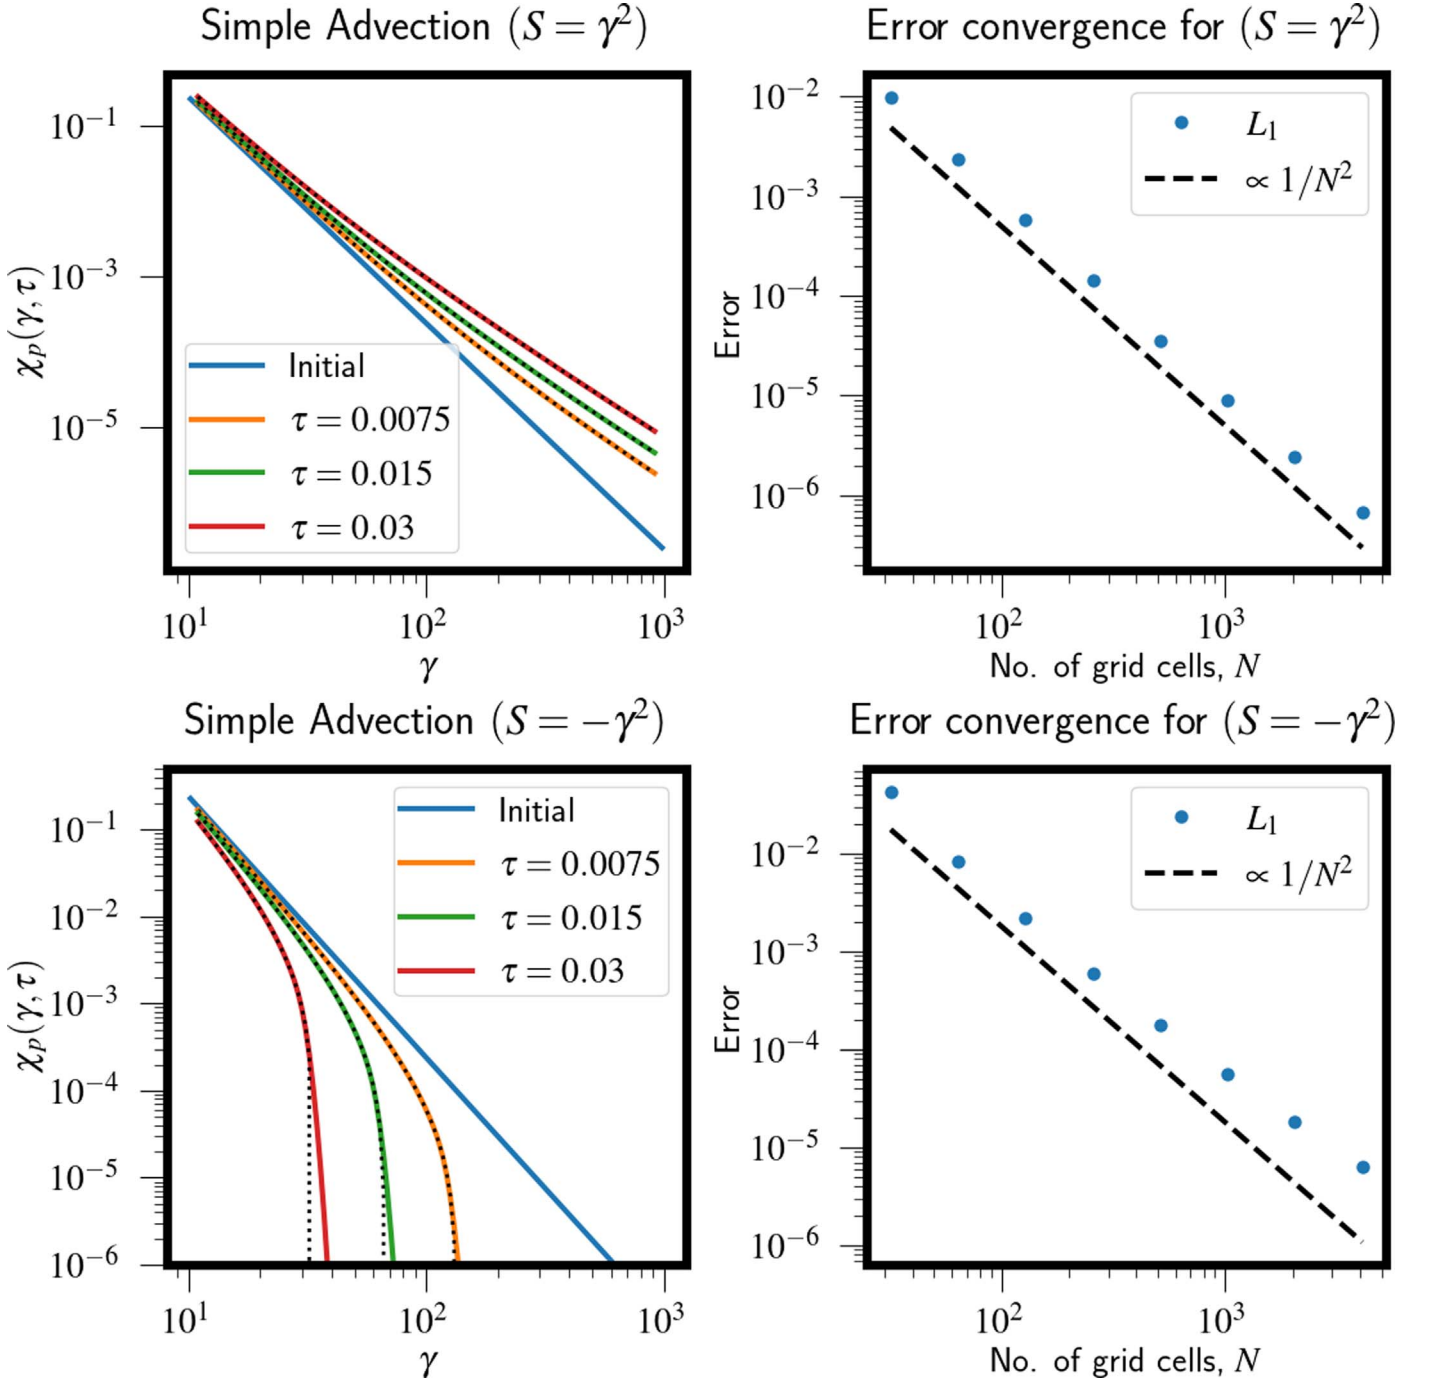 Simple Advection (S = γ²)
10⁻¹
10⁻³
10⁻⁵
χₚ(γ, τ)
Initial
τ = 0.0075
τ = 0.015
τ = 0.03
10¹ 10² 10³
γ
Error convergence for (S = γ²)
10⁻²
10⁻³
10⁻⁴
10⁻⁵
10⁻⁶
Error
L₁
∝ 1/N²
10² 10³
No. of grid cells, N
Simple Advection (S = −γ²)
10⁻¹
10⁻²
10⁻³
10⁻⁴
10⁻⁵
10⁻⁶
χₚ(γ, τ)
Initial
τ = 0.0075
τ = 0.015
τ = 0.03
10¹ 10² 10³
γ
Error convergence for (S = −γ²)
10⁻²
10⁻³
10⁻⁴
10⁻⁵
10⁻⁶
Error
L₁
∝ 1/N²
10² 10³
No. of grid cells, N